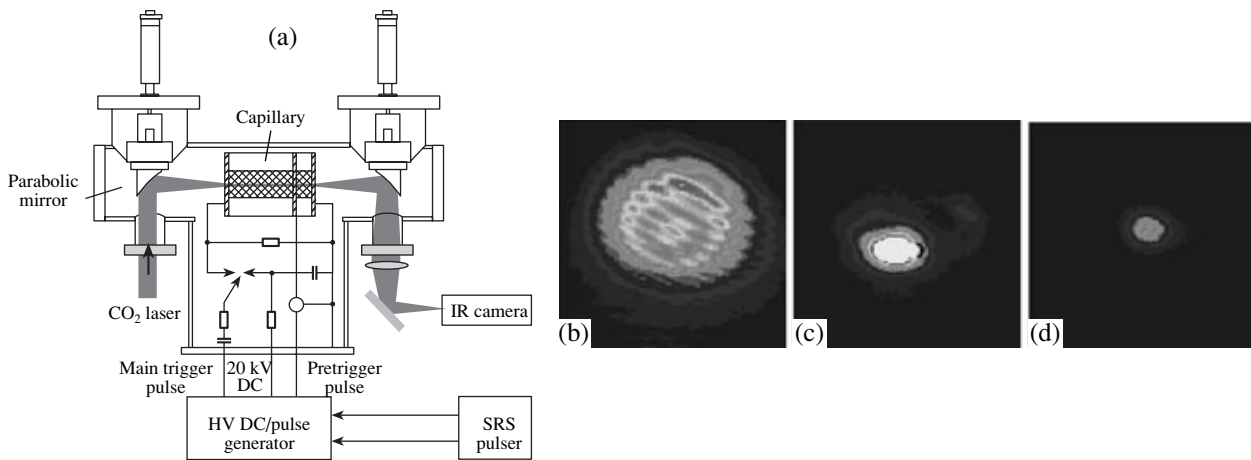 (a)
Capillary
Parabolic
mirror
CO₂ laser
IR camera
Main trigger
pulse
20 kV
DC
Pretrigger
pulse
HV DC/pulse
generator
SRS
pulser
(b)
(c)
(d)